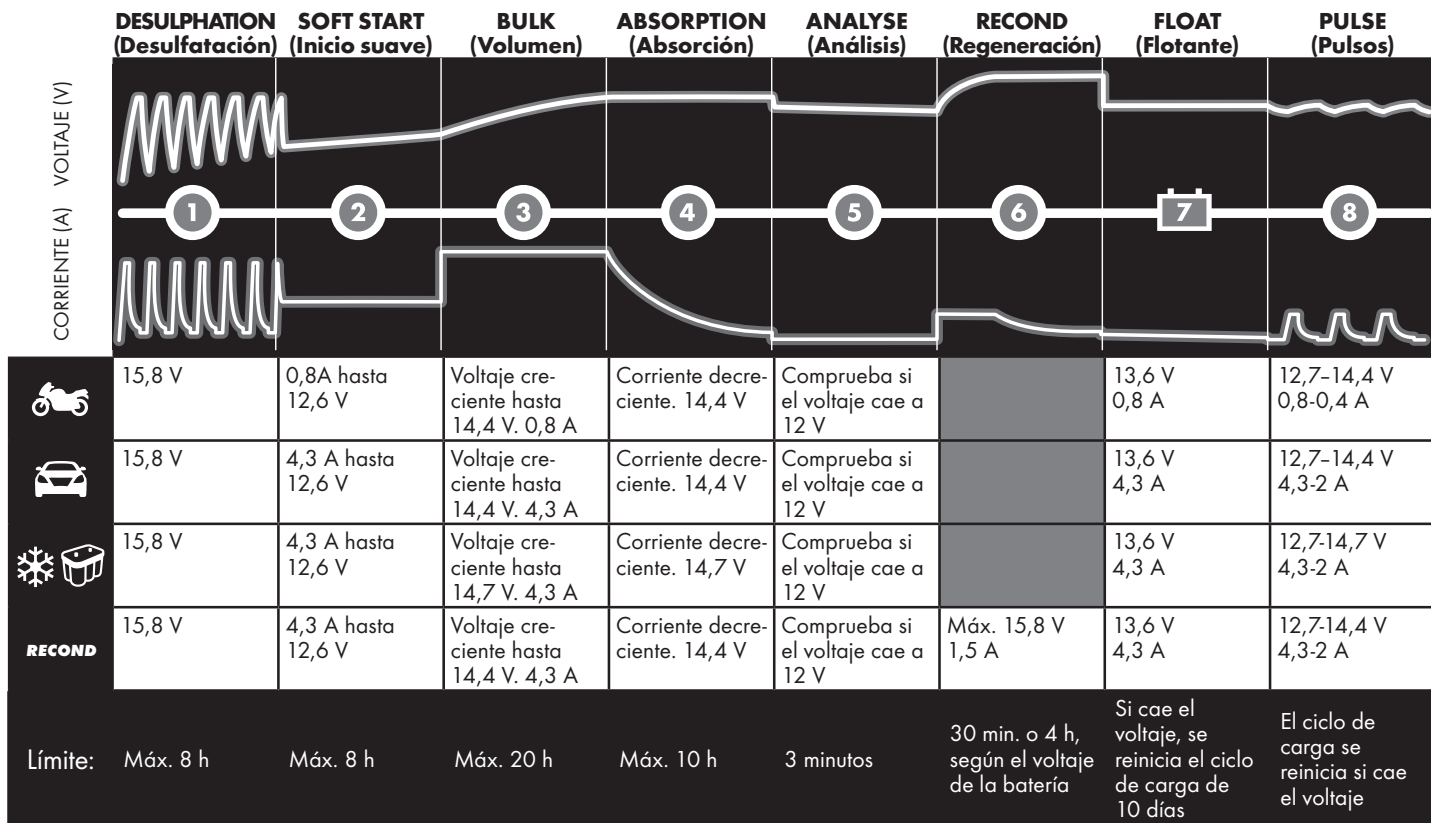 DESULPHATION
(Desulfatación)
SOFT START
(Inicio suave)
BULK
(Volumen)
ABSORPTION
(Absorción)
ANALYSE
(Análisis)
RECOND
(Regeneración)
FLOAT
(Flotante)
PULSE
(Pulsos)
VOLTAJE (V)
CORRIENTE (A)
1
2
3
4
5
6
7
8
15,8 V
0,8A hasta
12,6 V
Voltaje cre-
ciente hasta
14,4 V. 0,8 A
Corriente decre-
ciente. 14,4 V
Comprueba si
el voltaje cae a
12 V
13,6 V
0,8 A
12,7–14,4 V
0,8-0,4 A
15,8 V
4,3 A hasta
12,6 V
Voltaje cre-
ciente hasta
14,4 V. 4,3 A
Corriente decre-
ciente. 14,4 V
Comprueba si
el voltaje cae a
12 V
13,6 V
4,3 A
12,7–14,4 V
4,3-2 A
15,8 V
4,3 A hasta
12,6 V
Voltaje cre-
ciente hasta
14,7 V. 4,3 A
Corriente decre-
ciente. 14,7 V
Comprueba si
el voltaje cae a
12 V
13,6 V
4,3 A
12,7-14,7 V
4,3-2 A
RECOND
15,8 V
4,3 A hasta
12,6 V
Voltaje cre-
ciente hasta
14,4 V. 4,3 A
Corriente decre-
ciente. 14,4 V
Comprueba si
el voltaje cae a
12 V
Máx. 15,8 V
1,5 A
13,6 V
4,3 A
12,7-14,4 V
4,3-2 A
Límite:
Máx. 8 h
Máx. 8 h
Máx. 20 h
Máx. 10 h
3 minutos
30 min. o 4 h,
según el voltaje
de la batería
Si cae el
voltaje, se
reinicia el ciclo
de carga de
10 días
El ciclo de
carga se
reinicia si cae
el voltaje